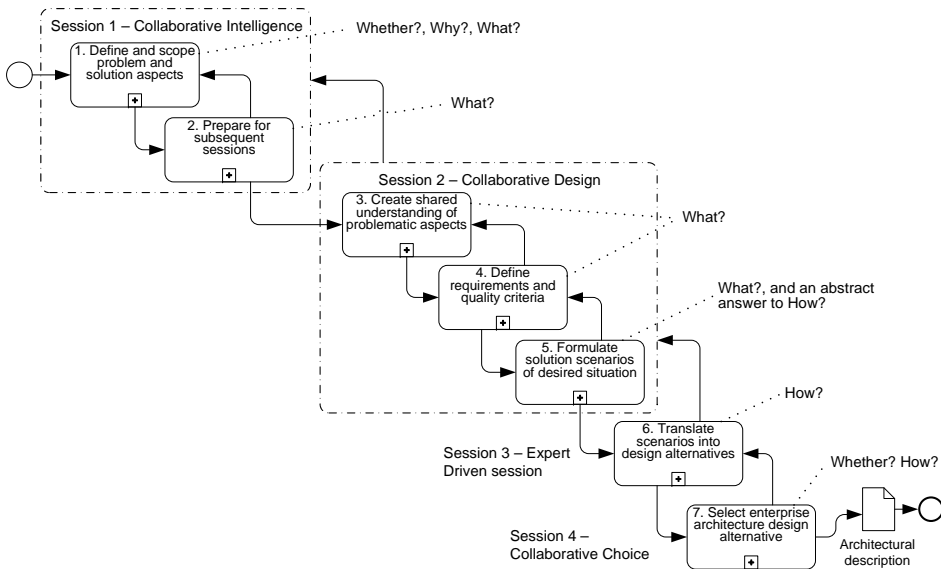 Session 1 – Collaborative Intelligence
Whether?, Why?, What?
1. Define and scope
problem and
solution aspects
What?
2. Prepare for
subsequent
sessions
Session 2 – Collaborative Design
3. Create shared
understanding of
problematic aspects
What?
4. Define
requirements and
quality criteria
What?, and an abstract
answer to How?
5. Formulate
solution scenarios
of desired situation
How?
6. Translate
scenarios into
design alternatives
Session 3 – Expert
Driven session
Whether? How?
7. Select enterprise
architecture design
alternative
Session 4 –
Collaborative Choice
Architectural
description